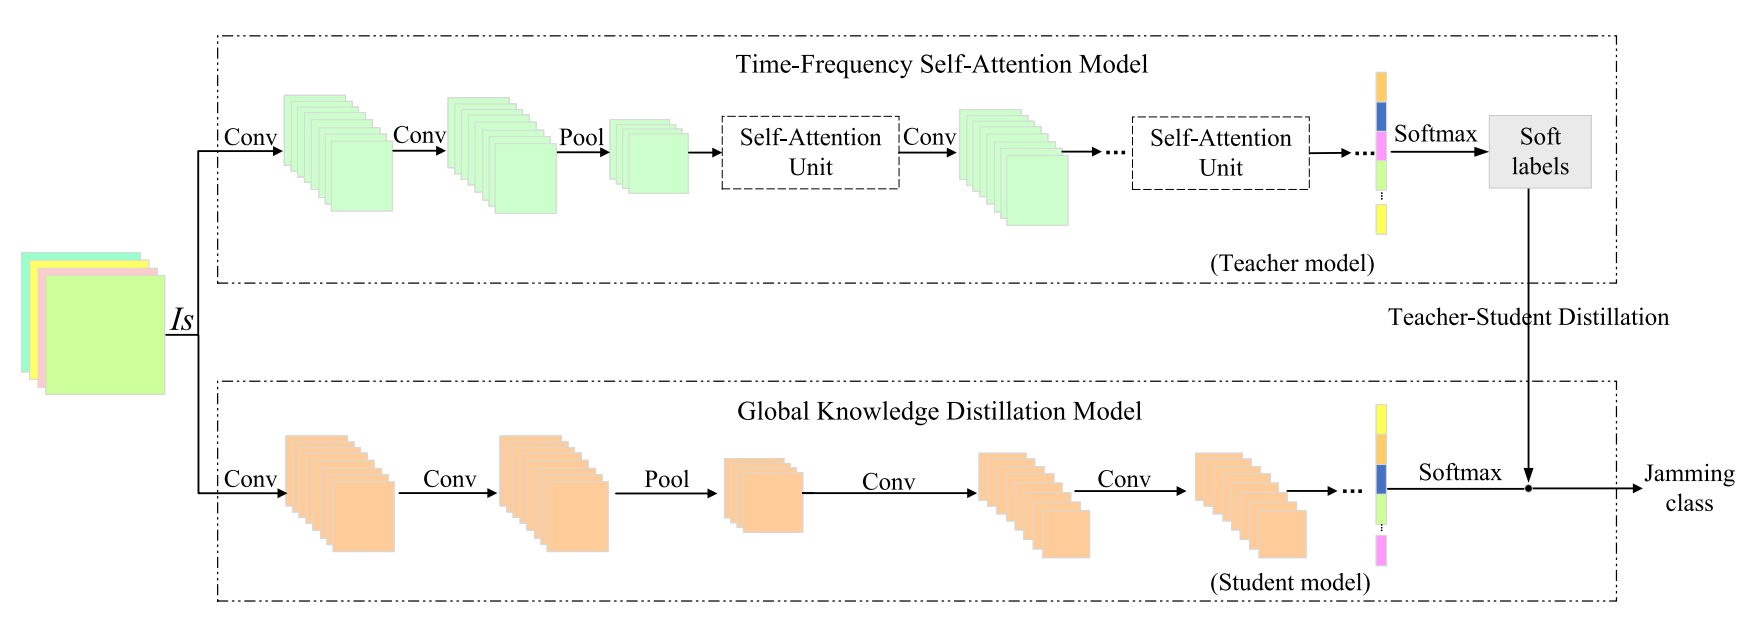 Time-Frequency Self-Attention Model
Conv
Conv
Pool
Self-Attention
Unit
Conv
...
Self-Attention
Unit
...
Softmax
Soft
labels
(Teacher model)
Is
Teacher-Student Distillation
Global Knowledge Distillation Model
Conv
Conv
Pool
Conv
Conv
...
Softmax
Jamming
class
(Student model)